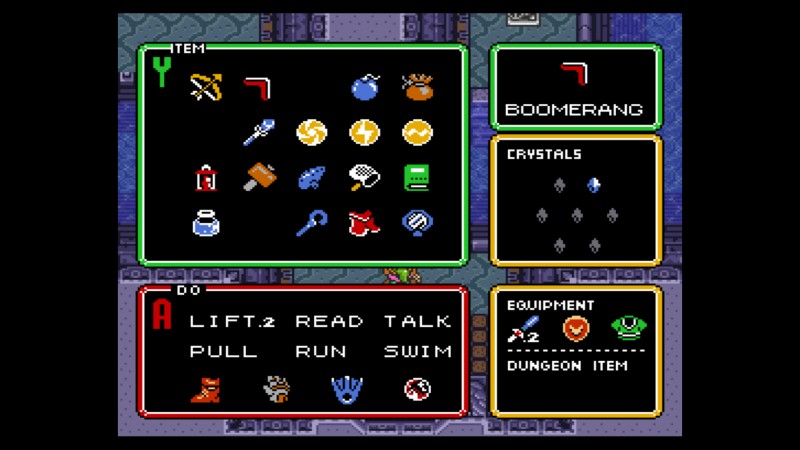 ITEM
Y
BOOMERANG
CRYSTALS
DO
A
LIFT.2 READ TALK
PULL RUN SWIM
EQUIPMENT
.2
DUNGEON ITEM